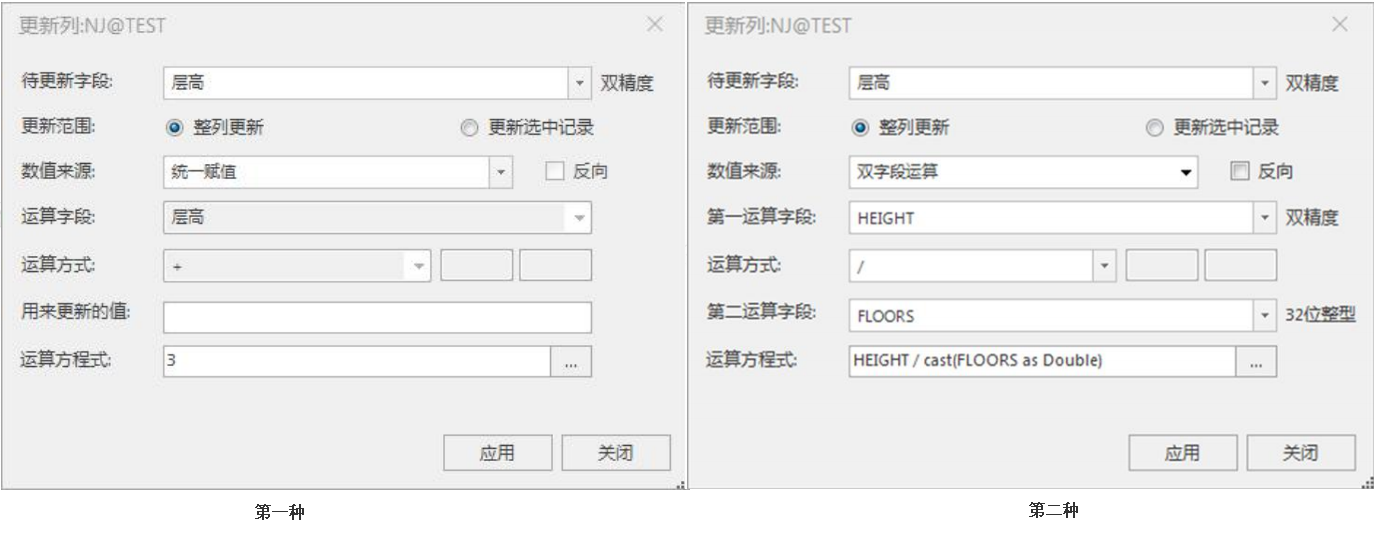 更新列:NJ@TEST
待更新字段: 层高 双精度
更新范围: 整列更新 更新选中记录
数值来源: 统一赋值 反向
运算字段: 层高
运算方式: +
用来更新的值:
运算方程式: 3 ...
应用 关闭
第一种
更新列:NJ@TEST
待更新字段: 层高 双精度
更新范围: 整列更新 更新选中记录
数值来源: 双字段运算 反向
第一运算字段: HEIGHT 双精度
运算方式: /
第二运算字段: FLOORS 32位整型
运算方程式: HEIGHT / cast(FLOORS as Double) ...
应用 关闭
第二种